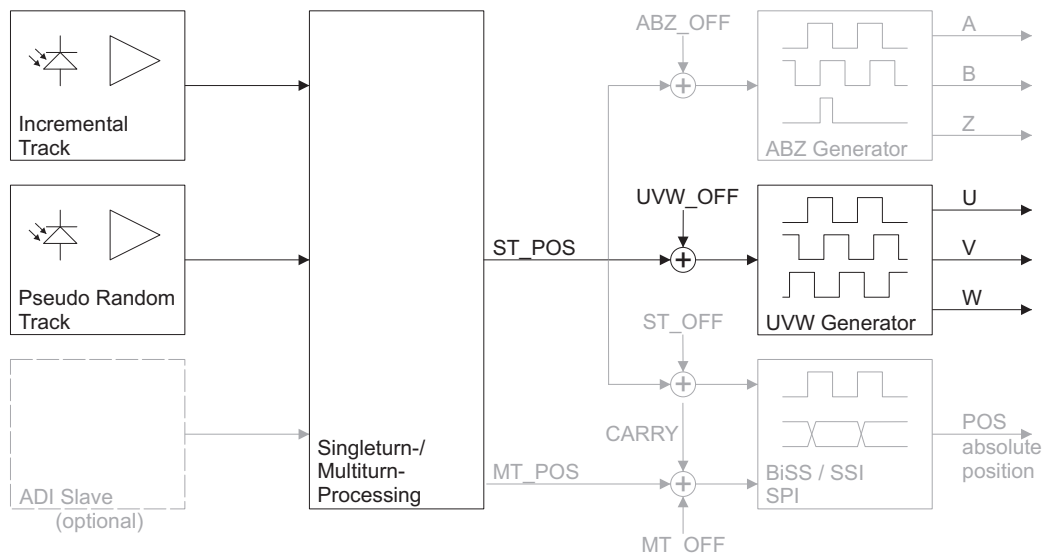 Incremental
Track
Pseudo Random
Track
ADI Slave
(optional)
Singleturn-/
Multiturn-
Processing
ST_POS
MT_POS
ABZ_OFF
UVW_OFF
ST_OFF
CARRY
MT_OFF
ABZ Generator
A
B
Z
UVW Generator
U
V
W
BiSS / SSI
SPI
POS
absolute
position